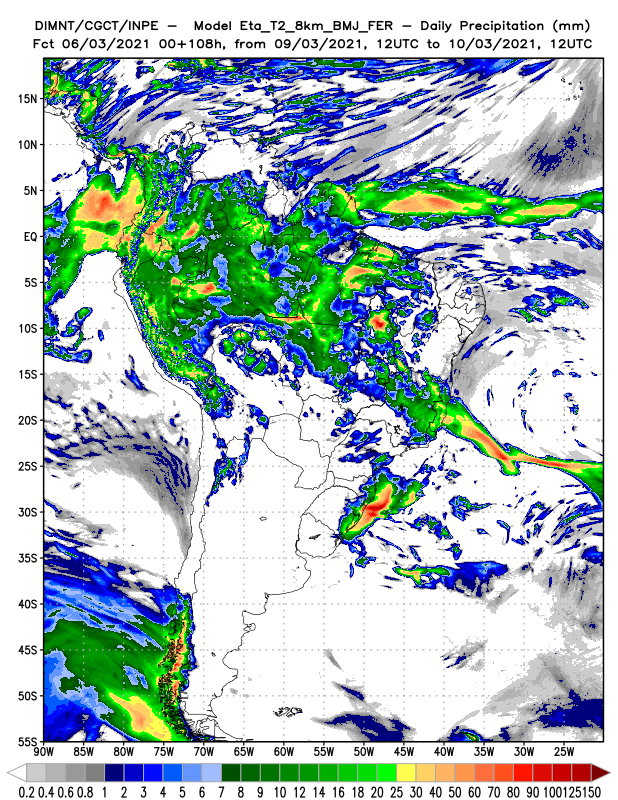 DIMNT/CGCT/INPE – Model Eta_T2_8km_BMJ_FER – Daily Precipitation (mm)
Fct 06/03/2021 00+108h, from 09/03/2021, 12UTC to 10/03/2021, 12UTC
15N
10N
5N
EQ
5S
10S
15S
20S
25S
30S
35S
40S
45S
50S
55S
90W 85W 80W 75W 70W 65W 60W 55W 50W 45W 40W 35W 30W 25W
0.2 0.4 0.6 0.8 1 2 3 4 5 6 7 8 9 10 12 14 16 18 20 25 30 40 50 60 70 80 90 100 125 150